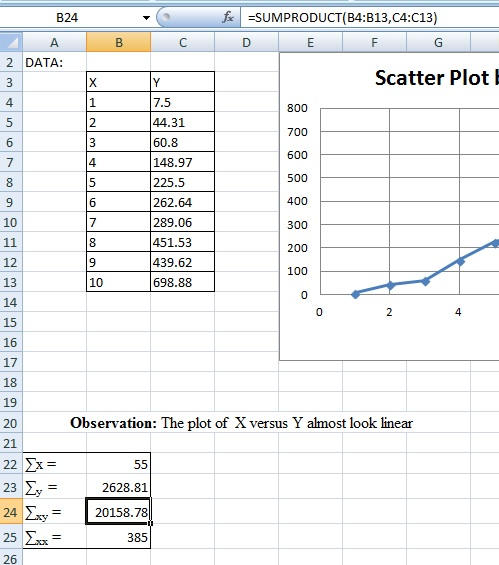 B24 fx =SUMPRODUCT(B4:B13,C4:C13)
A B C D E F G
2 DATA:
3 X Y
4 1 7.5
5 2 44.31
6 3 60.8
7 4 148.97
8 5 225.5
9 6 262.64
10 7 289.06
11 8 451.53
12 9 439.62
13 10 698.88
14
15
16
17
18
19
20 Observation: The plot of X versus Y almost look linear
21
22 ∑x = 55
23 ∑y = 2628.81
24 ∑xy = 20158.78
25 ∑xx = 385
26
Scatter Plot
800
700
600
500
400
300
200
100
0
0 2 4